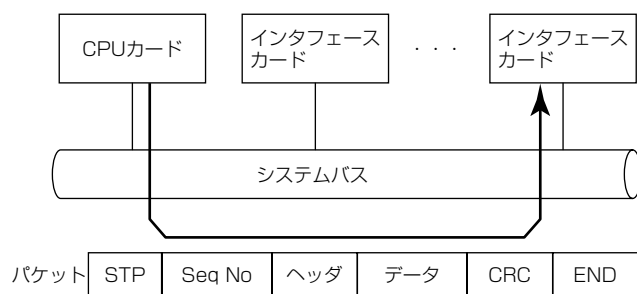 CPUカード
インタフェース
カード
· · ·
インタフェース
カード
システムバス
パケット STP Seq No ヘッダ データ CRC END